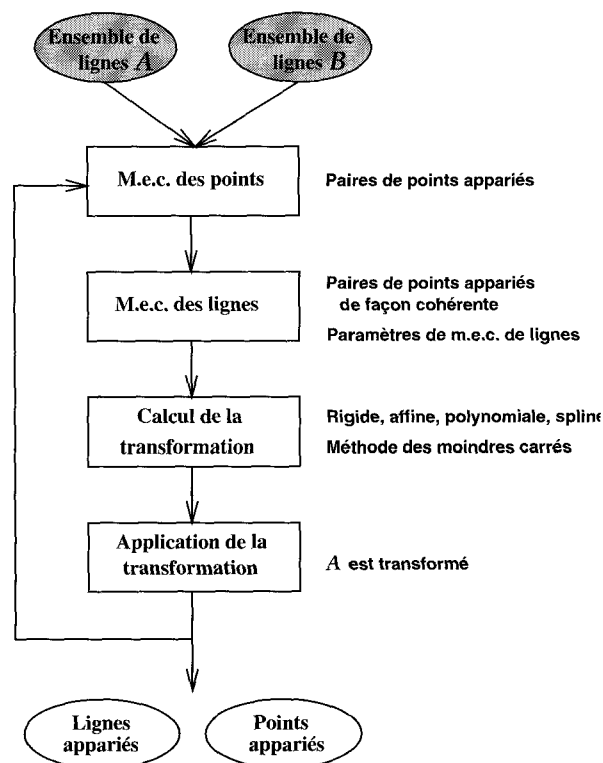 Ensemble de
lignes A
Ensemble de
lignes B
M.e.c. des points
Paires de points appariés
M.e.c. des lignes
Paires de points appariés
de façon cohérente
Paramètres de m.e.c. de lignes
Calcul de la
transformation
Rigide, affine, polynomiale, spline
Méthode des moindres carrés
Application de la
transformation
A est transformé
Lignes
appariés
Points
appariés